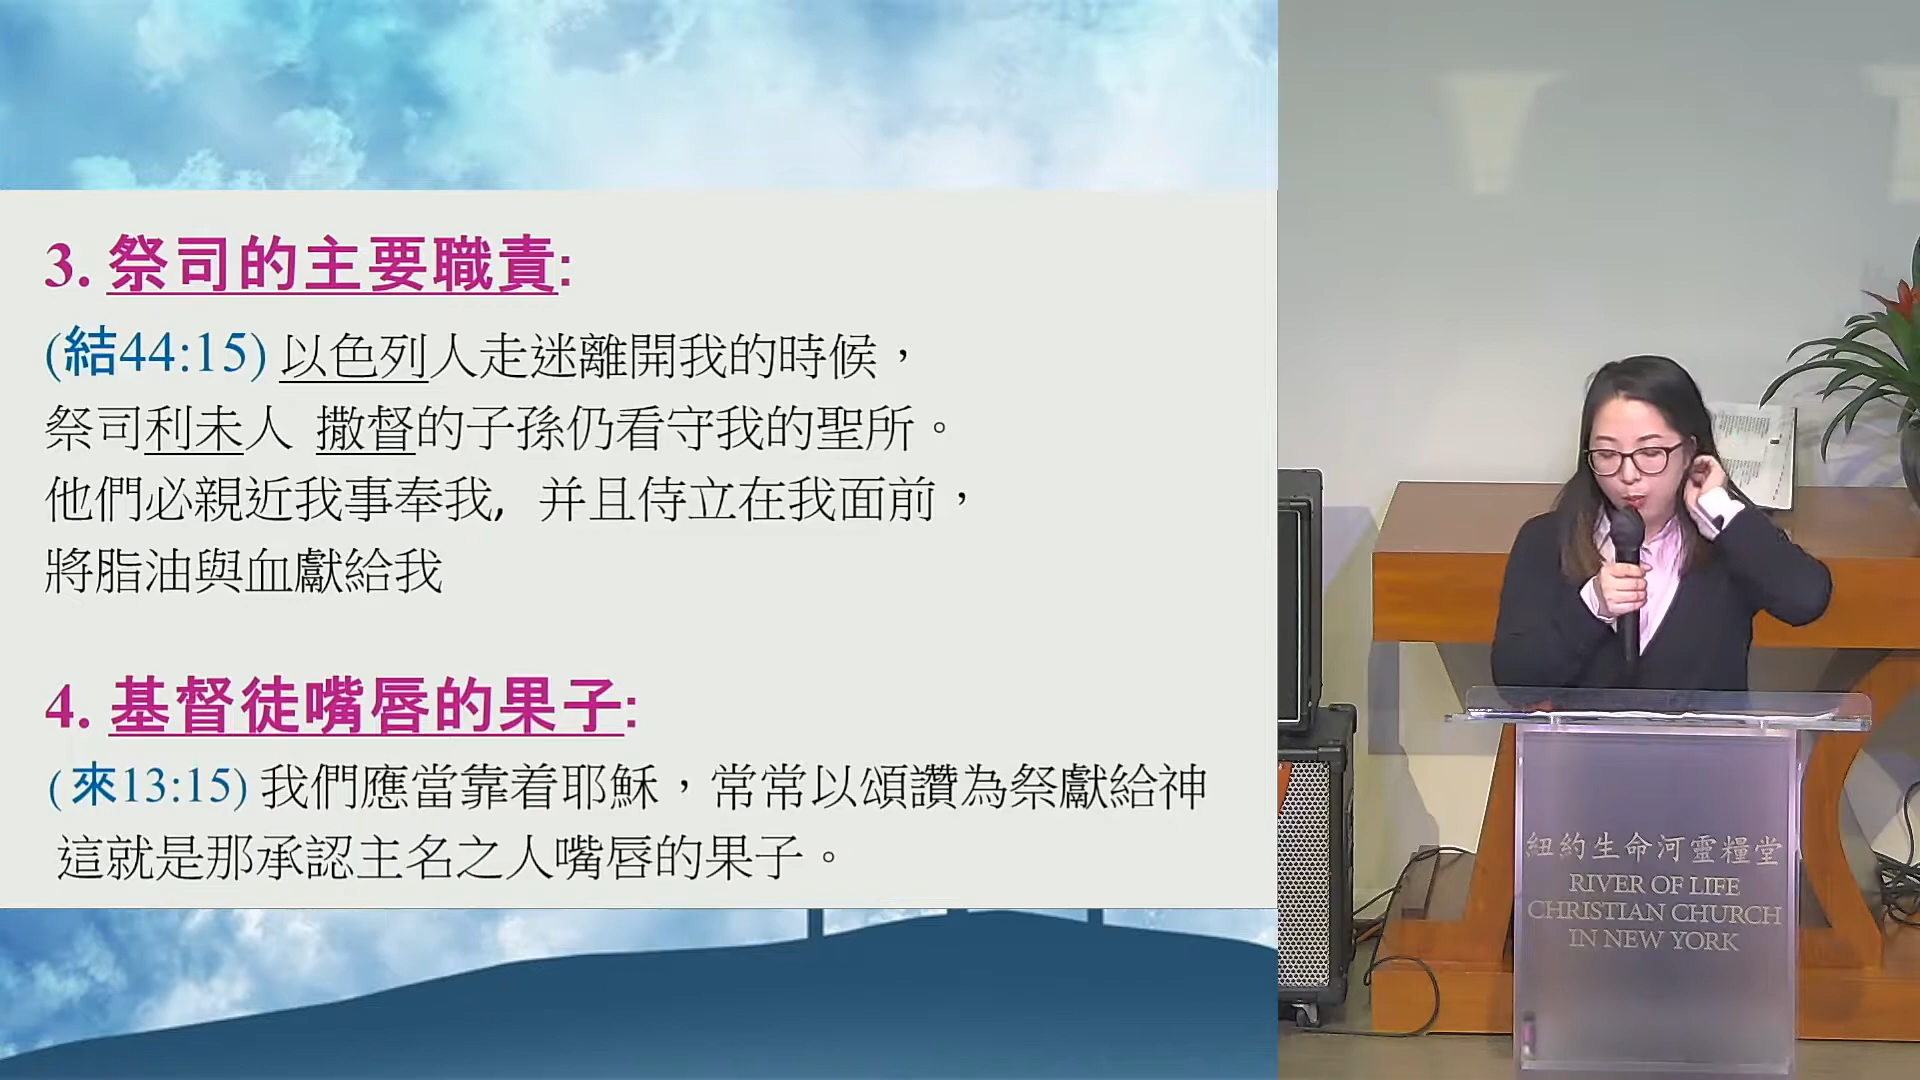 3. 祭司的主要職責:
(結44:15) 以色列人走迷離開我的時候，
祭司利未人 撒督的子孫仍看守我的聖所。
他們必親近我事奉我, 并且侍立在我面前，
將脂油與血獻給我
4. 基督徒嘴唇的果子:
(來13:15) 我們應當靠着耶穌，常常以頌讚為祭獻給神
這就是那承認主名之人嘴唇的果子。
紐約生命河靈糧堂
RIVER OF LIFE
CHRISTIAN CHURCH
IN NEW YORK